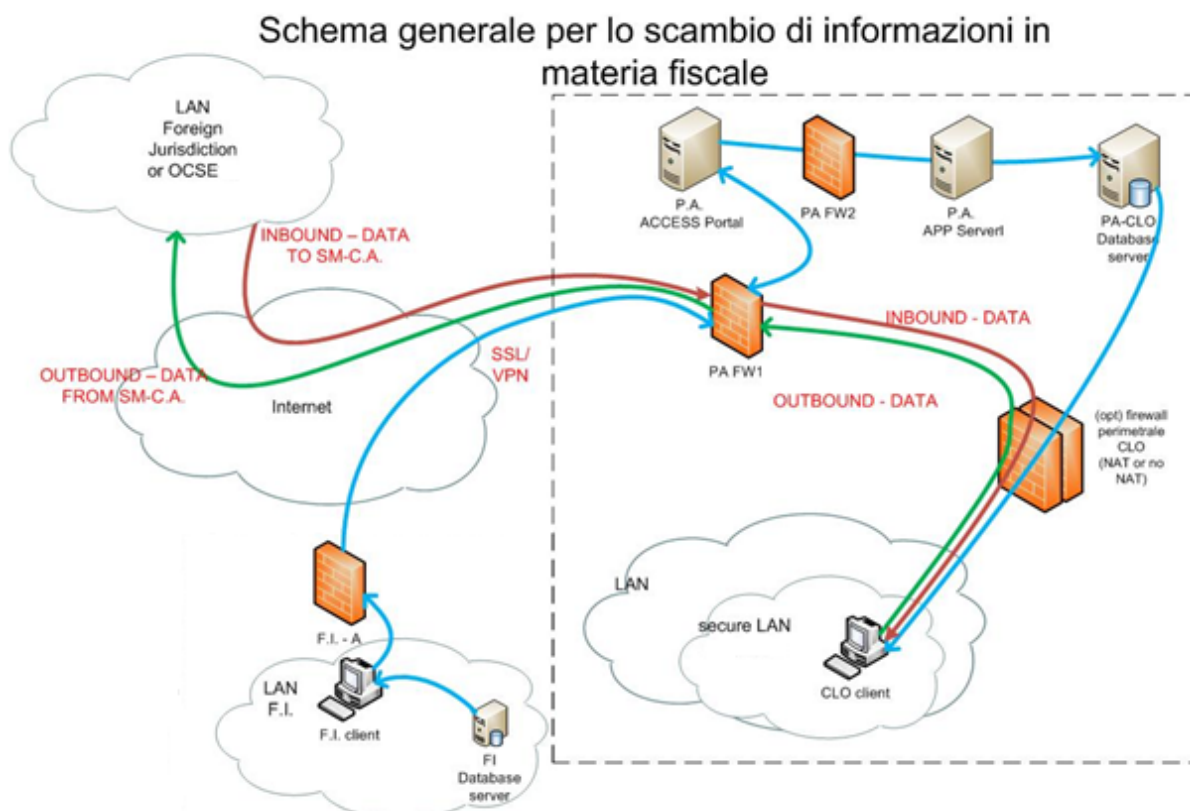 Schema generale per lo scambio di informazioni in
materia fiscale
LAN
Foreign
Jurisdiction
or OCSE
P.A.
ACCESS Portal
PA FW2
P.A.
APP Serverl
PA-CLO
Database
server
INBOUND – DATA
TO SM-C.A.
OUTBOUND – DATA
FROM SM-C.A.
Internet
SSL/
VPN
PA FW1
INBOUND - DATA
OUTBOUND - DATA
(opt) firewall
perimetrale
CLO
(NAT or no
NAT)
LAN
secure LAN
CLO client
F.I. - A
LAN
F.I.
F.I. client
FI
Database
server